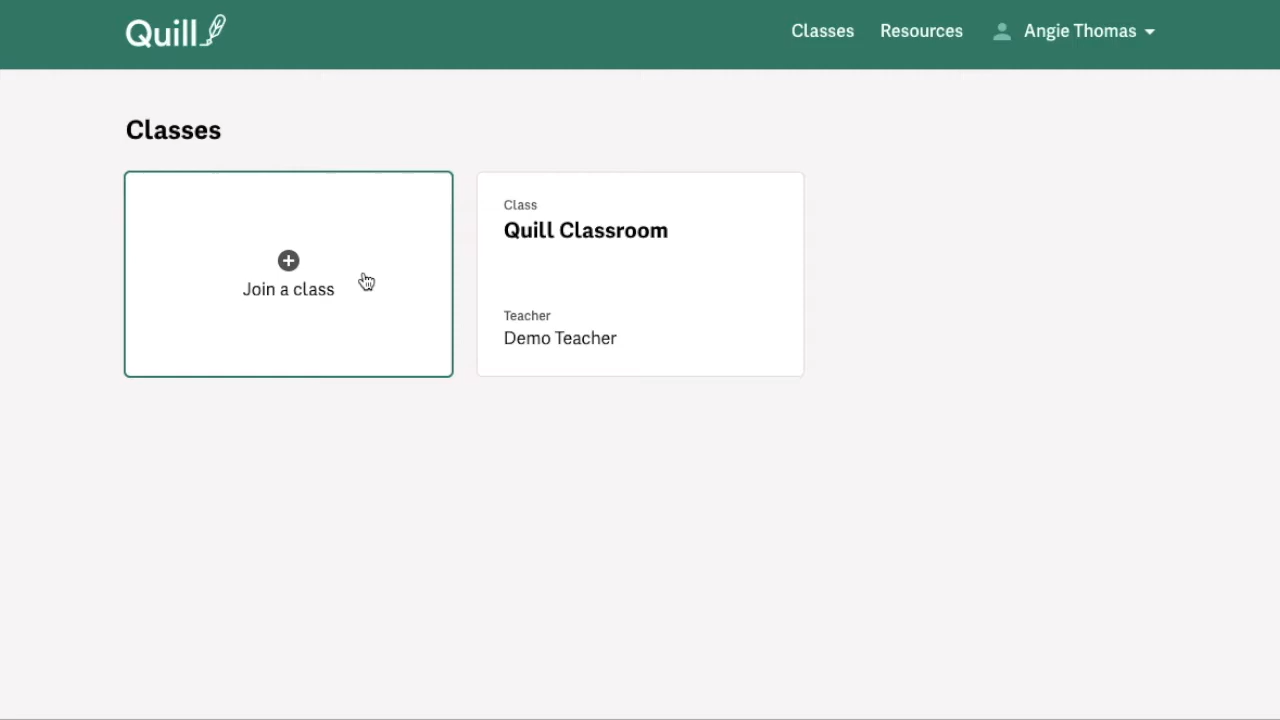 Quill
Classes Resources Angie Thomas
Classes
Join a class
Class
Quill Classroom
Teacher
Demo Teacher